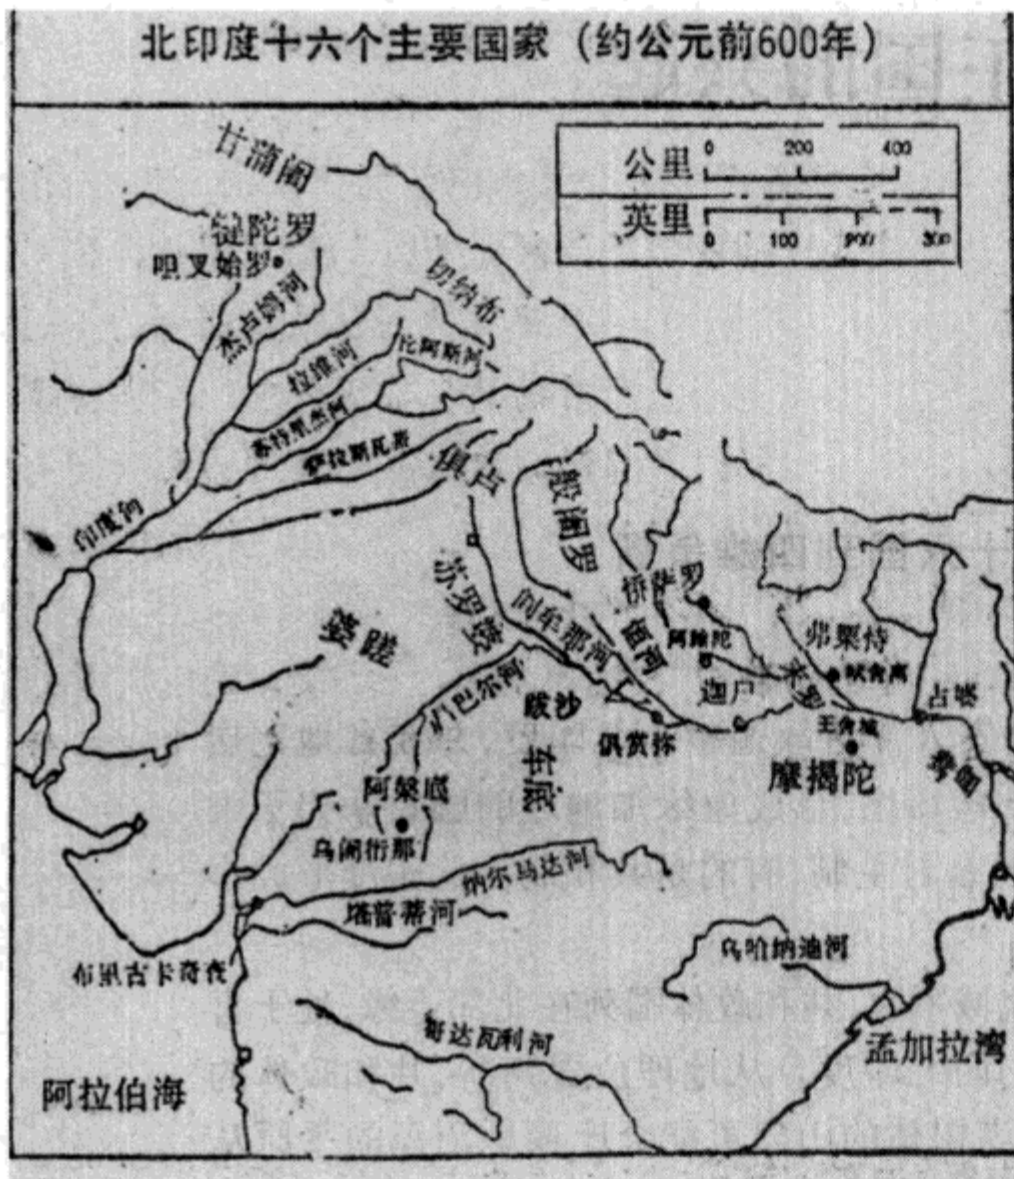 北印度十六个主要国家（约公元前600年）
公里
0 200 400
英里
0 100 200 300
甘蒲阇
犍陀罗
呾叉始罗
杰卢姆河
切纳布
拉维河
比阿斯河
苏特里杰河
萨拉斯瓦蒂
俱卢
印度河
般阇罗
苏罗娑
婆蹉
阎牟那河
恒河
憍萨罗
阿踰陀
弗栗恃
吠舍离
迦尸
末罗
占婆
王舍城
摩揭陀
鸯伽
巴尔河
跋沙
俱赏弥
车底
阿槃底
乌阇衍那
纳尔马达河
塔普蒂河
布里古卡奇夜
乌哈纳迪河
哥达瓦利河
阿拉伯海
孟加拉湾